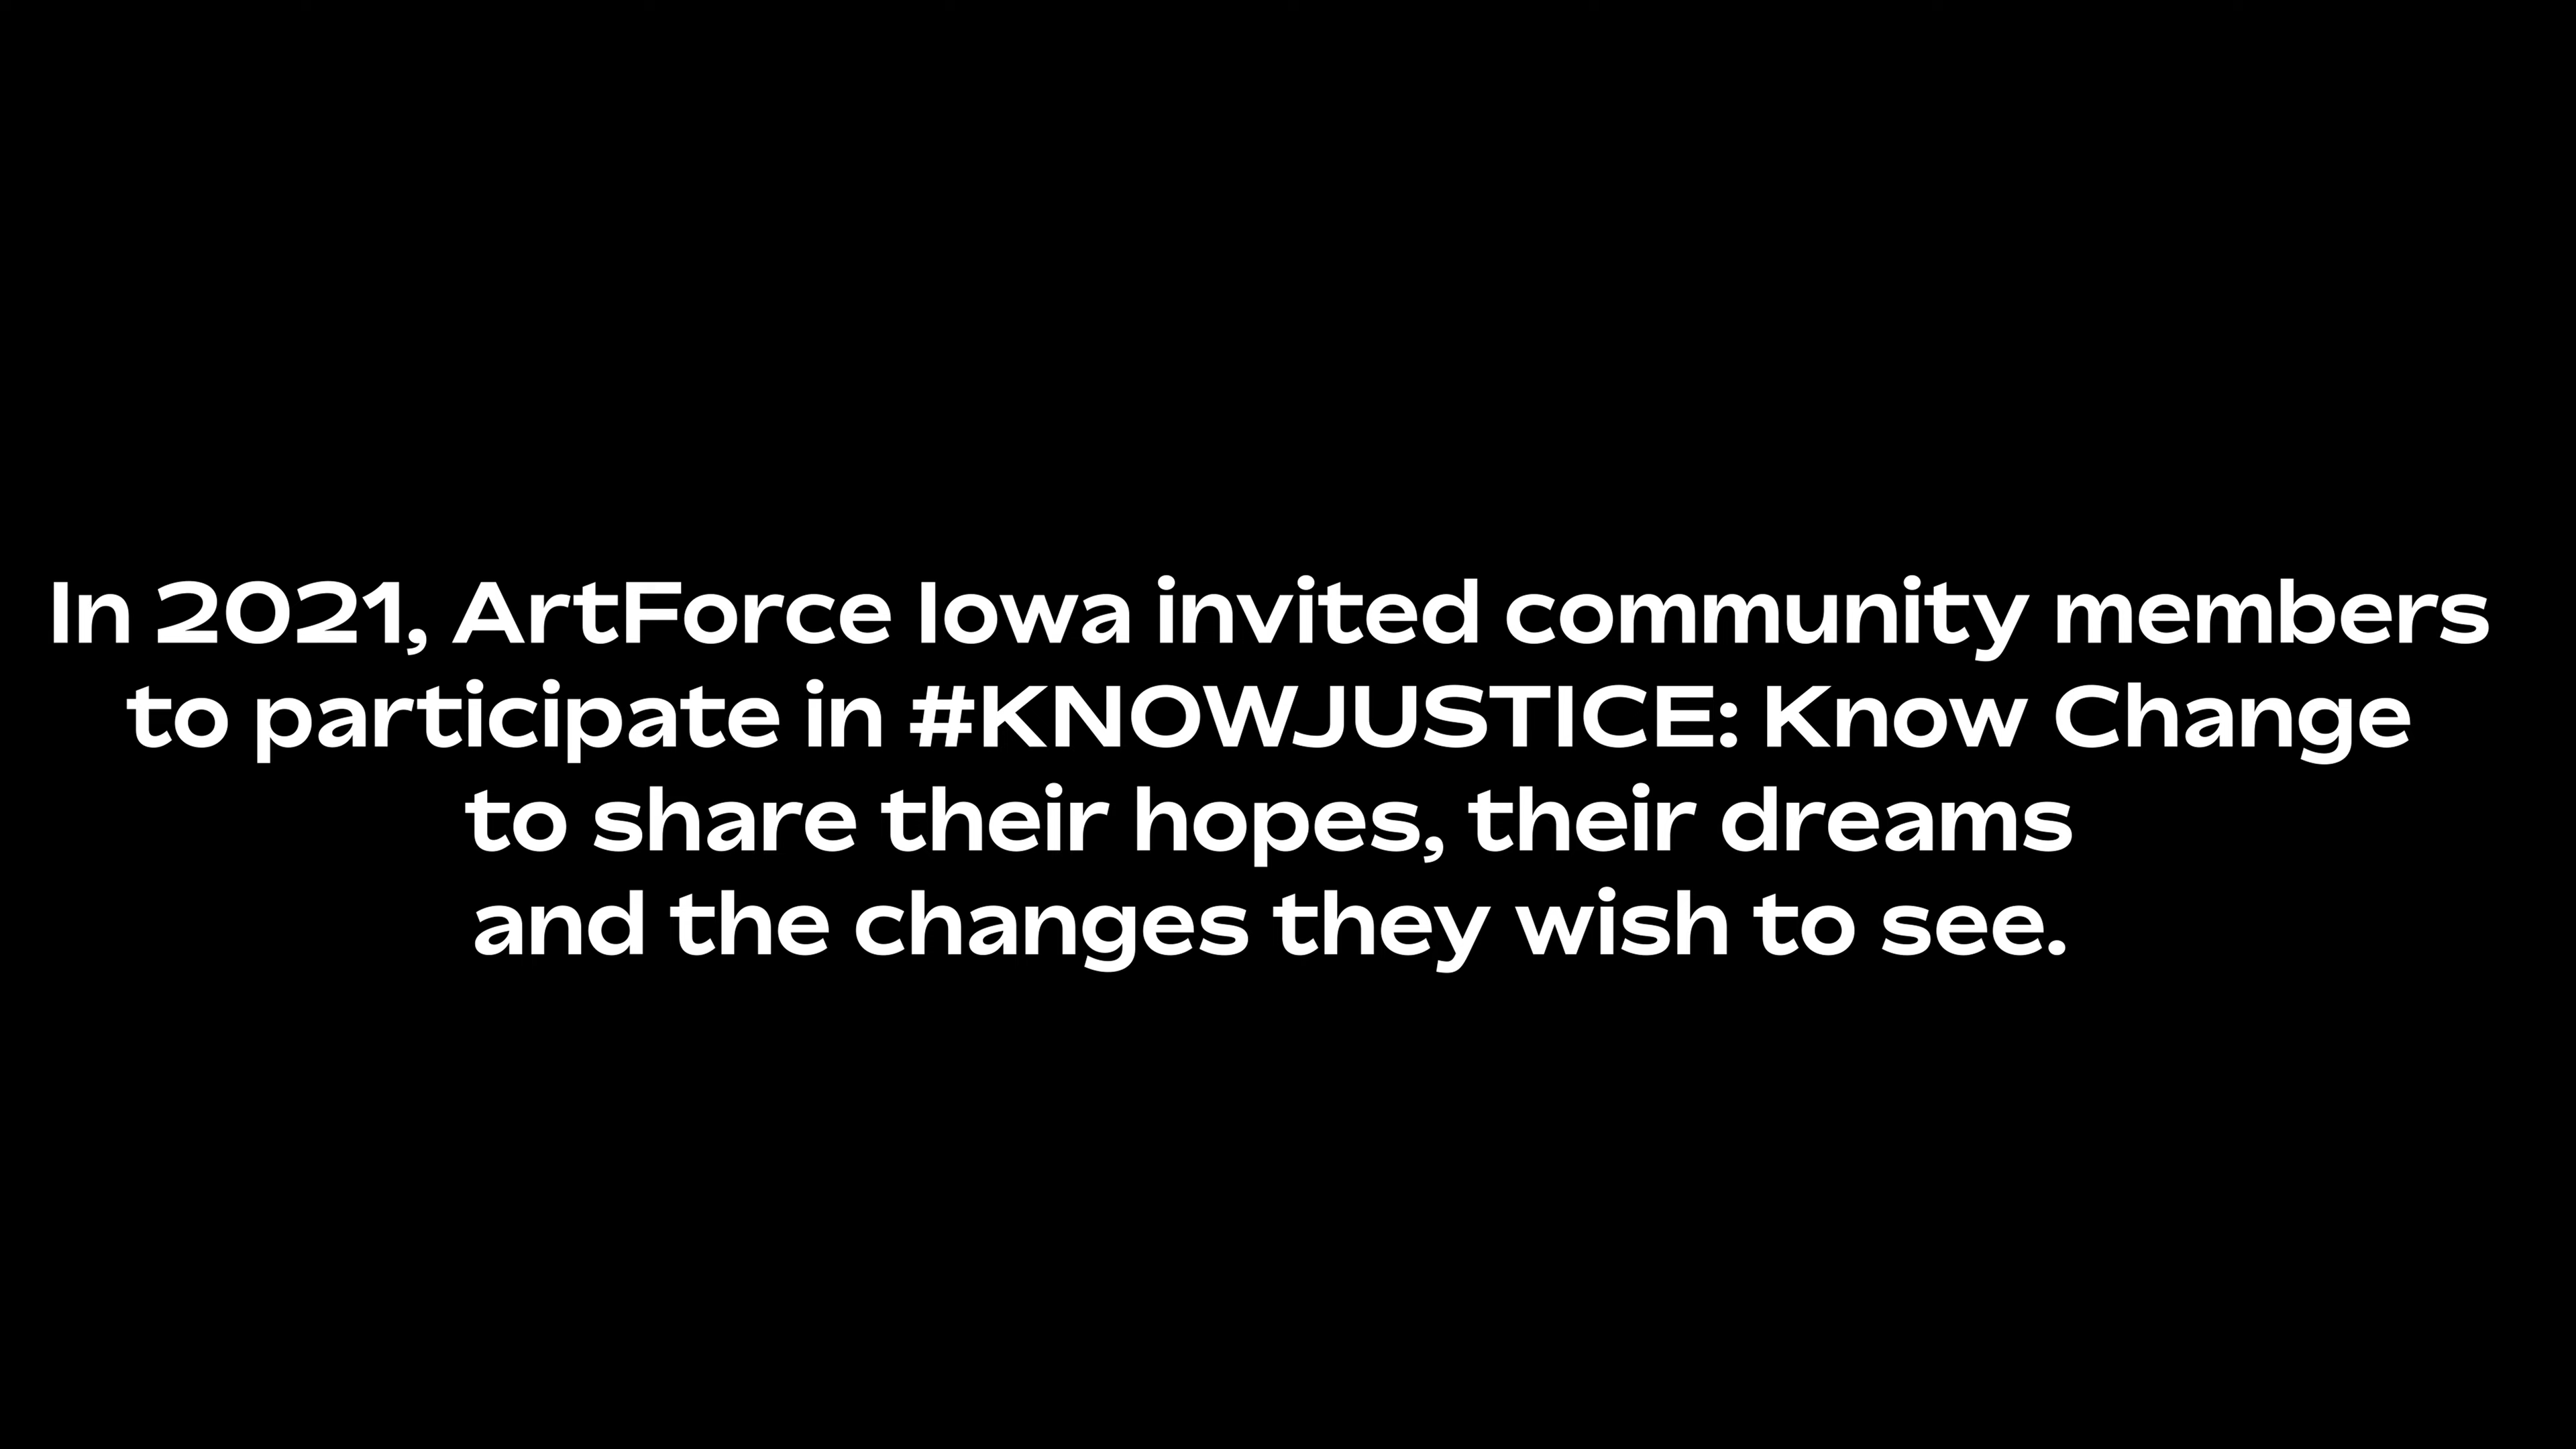 In 2021, ArtForce Iowa invited community members
to participate in #KNOWJUSTICE: Know Change
to share their hopes, their dreams
and the changes they wish to see.